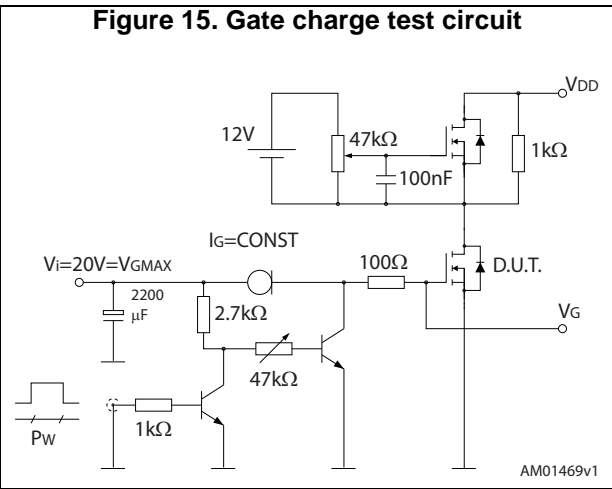 Figure 15. Gate charge test circuit
VDD
12V
47kΩ
1kΩ
100nF
IG=CONST
Vi=20V=VGMAX
100Ω
D.U.T.
2200
μF
2.7kΩ
VG
47kΩ
1kΩ
PW
AM01469v1